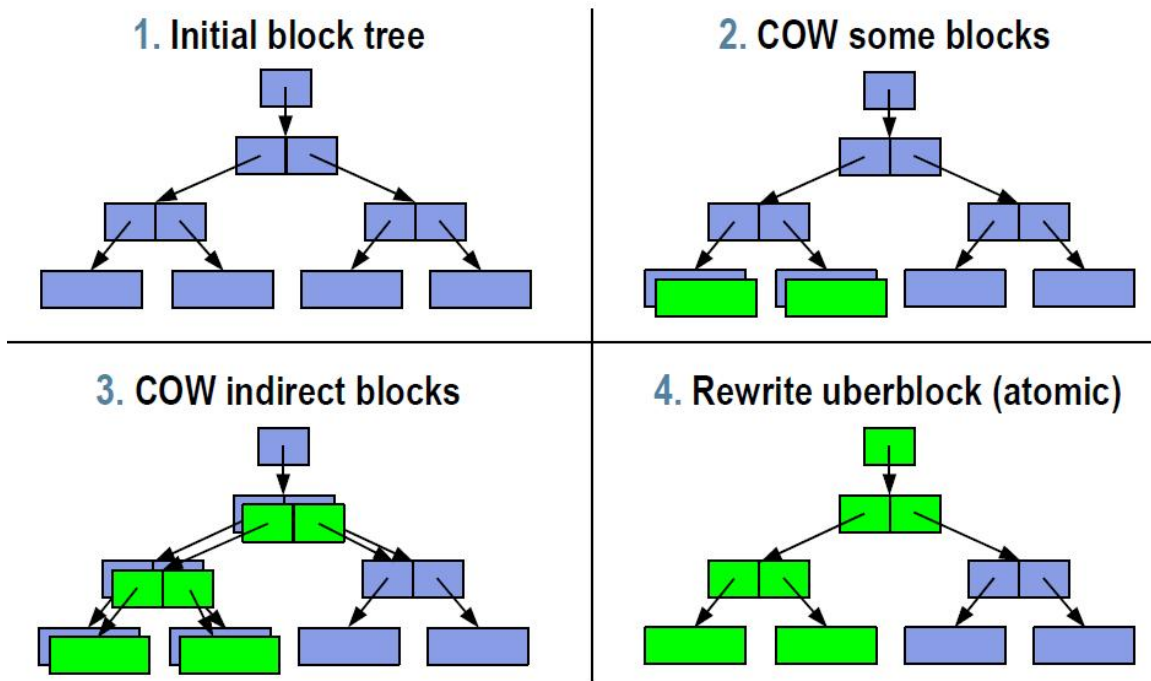 1. Initial block tree
2. COW some blocks
3. COW indirect blocks
4. Rewrite uberblock (atomic)